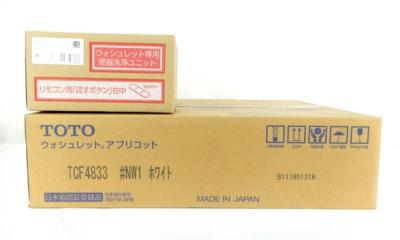 ウォシュレット専用
便器洗浄ユニット
リモコン用「流すボタン」在中
TOTO
ウォシュレット®アプリコット
TCF4833 #NW1 ホワイト
B11180131A
日水協認証登録品
MADE IN JAPAN